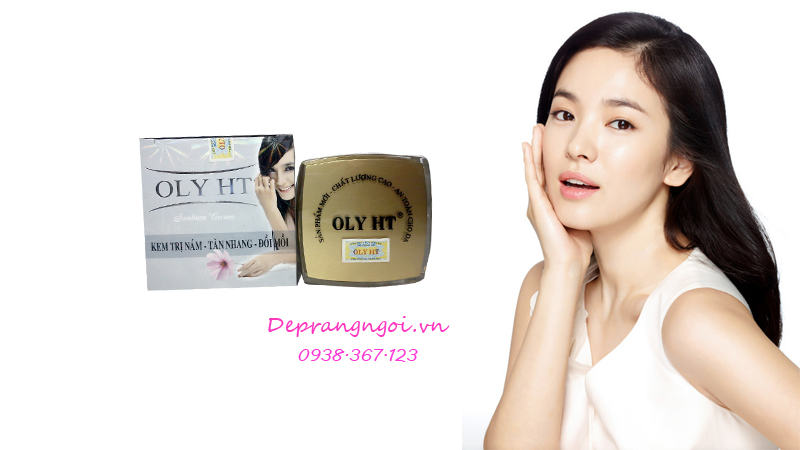 OLY HT
KEM TRỊ NÁM - TÀN NHANG - ĐỒI MỒI
SẢN PHẨM MỚI - CHẤT LƯỢNG CAO - AN TOÀN CHO DA
OLY HT®
OLY HT
Deprangngoi.vn
0938·367·123